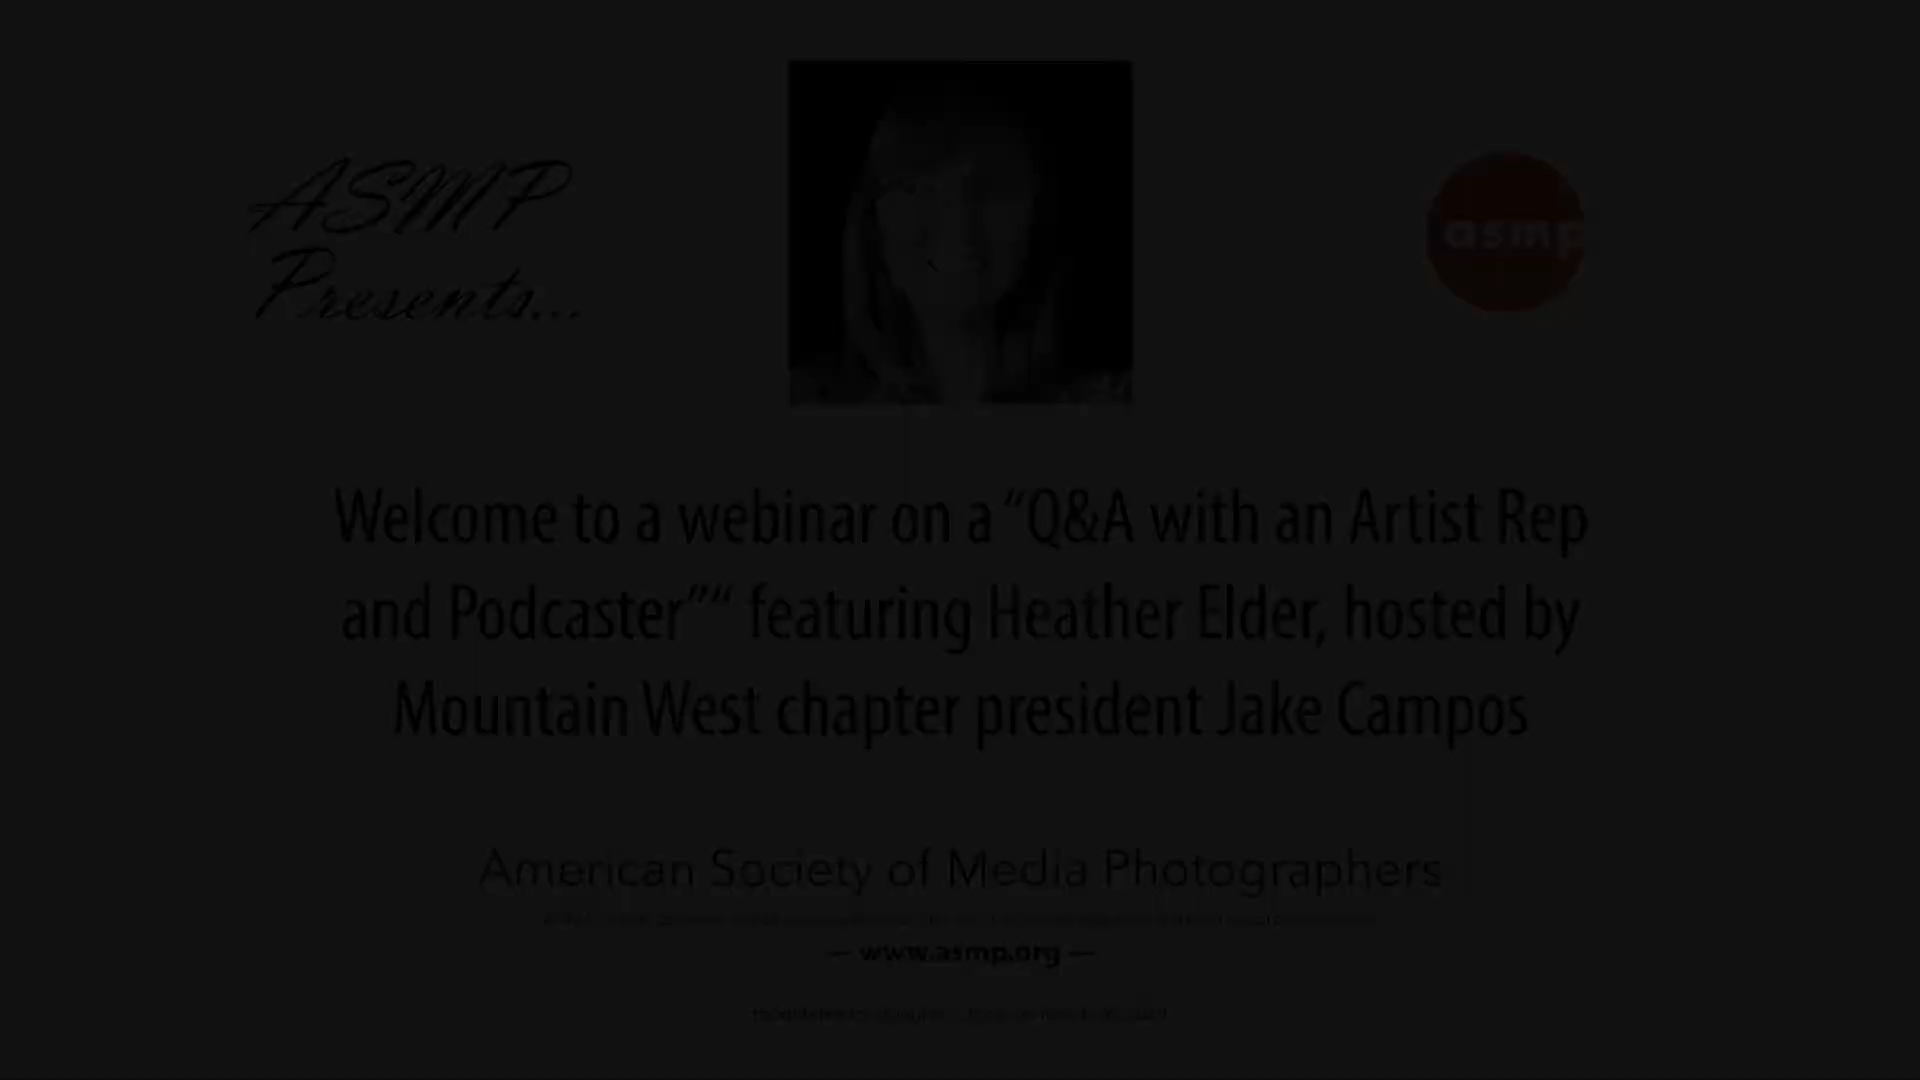 ASMP
Presents...
asmp
Welcome to a webinar on a “Q&A with an Artist Rep
and Podcaster”“ featuring Heather Elder, hosted by
Mountain West chapter president Jake Campos
American Society of Media Photographers
— www.asmp.org —